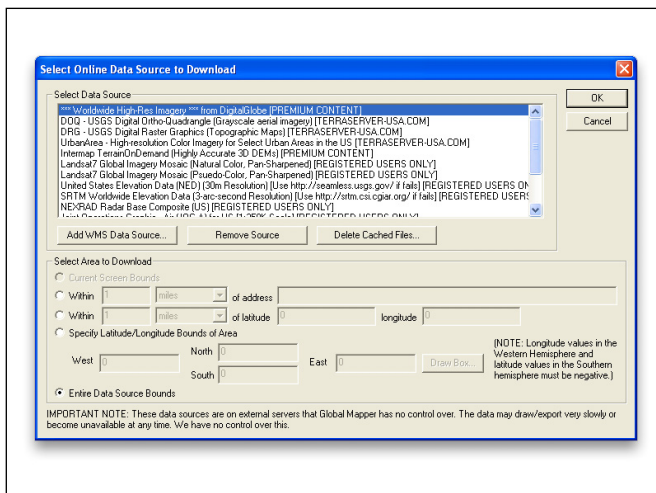 Select Online Data Source to Download
Select Data Source
*** Worldwide High-Res Imagery *** from DigitalGlobe [PREMIUM CONTENT]
DOQ - USGS Digital Ortho-Quadrangle (Grayscale aerial imagery) [TERRASERVER-USA.COM]
DRG - USGS Digital Raster Graphics (Topographic Maps) [TERRASERVER-USA.COM]
UrbanArea - High-resolution Color Imagery for Select Urban Areas in the US [TERRASERVER-USA.COM]
Intermap TerrainOnDemand (Highly Accurate 3D DEMs) [PREMIUM CONTENT]
Landsat7 Global Imagery Mosaic (Natural Color, Pan-Sharpened) [REGISTERED USERS ONLY]
Landsat7 Global Imagery Mosaic (Psuedo-Color, Pan-Sharpened) [REGISTERED USERS ONLY]
United States Elevation Data (NED) (30m Resolution) [Use http://seamless.usgs.gov/ if fails] [REGISTERED USERS ON
SRTM Worldwide Elevation Data (3-arc-second Resolution) [Use http://srtm.csi.cgiar.org/ if fails] [REGISTERED USERS
NEXRAD Radar Base Composite (US) [REGISTERED USERS ONLY]
OK
Cancel
Add WMS Data Source...
Remove Source
Delete Cached Files...
Select Area to Download
Current Screen Bounds
Within 1 miles of address
Within 1 miles of latitude 0 longitude 0
Specify Latitude/Longitude Bounds of Area
West 0
North 0
South 0
East 0
Draw Box...
(NOTE: Longitude values in the
Western Hemisphere and
latitude values in the Southern
hemisphere must be negative.)
Entire Data Source Bounds
IMPORTANT NOTE: These data sources are on external servers that Global Mapper has no control over. The data may draw/export very slowly or
become unavailable at any time. We have no control over this.